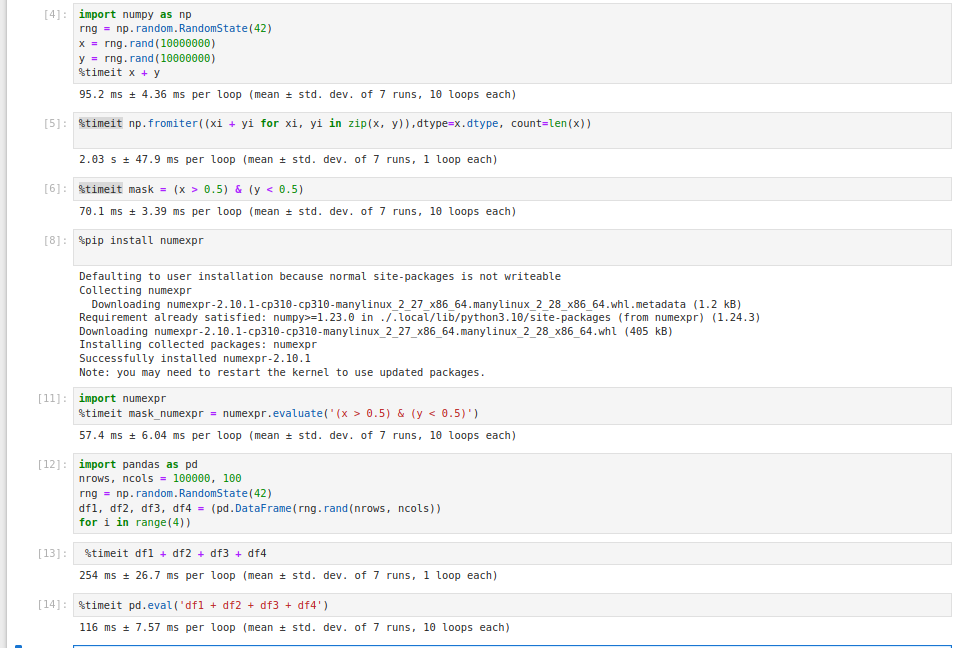 [4]: import numpy as np
rng = np.random.RandomState(42)
x = rng.rand(10000000)
y = rng.rand(10000000)
%timeit x + y
95.2 ms ± 4.36 ms per loop (mean ± std. dev. of 7 runs, 10 loops each)
[5]: %timeit np.fromiter((xi + yi for xi, yi in zip(x, y)),dtype=x.dtype, count=len(x))
2.03 s ± 47.9 ms per loop (mean ± std. dev. of 7 runs, 1 loop each)
[6]: %timeit mask = (x > 0.5) & (y < 0.5)
70.1 ms ± 3.39 ms per loop (mean ± std. dev. of 7 runs, 10 loops each)
[8]: %pip install numexpr
Defaulting to user installation because normal site-packages is not writeable
Collecting numexpr
  Downloading numexpr-2.10.1-cp310-cp310-manylinux_2_27_x86_64.manylinux_2_28_x86_64.whl.metadata (1.2 kB)
Requirement already satisfied: numpy>=1.23.0 in ./.local/lib/python3.10/site-packages (from numexpr) (1.24.3)
Downloading numexpr-2.10.1-cp310-cp310-manylinux_2_27_x86_64.manylinux_2_28_x86_64.whl (405 kB)
Installing collected packages: numexpr
Successfully installed numexpr-2.10.1
Note: you may need to restart the kernel to use updated packages.
[11]: import numexpr
%timeit mask_numexpr = numexpr.evaluate('(x > 0.5) & (y < 0.5)')
57.4 ms ± 6.04 ms per loop (mean ± std. dev. of 7 runs, 10 loops each)
[12]: import pandas as pd
nrows, ncols = 100000, 100
rng = np.random.RandomState(42)
df1, df2, df3, df4 = (pd.DataFrame(rng.rand(nrows, ncols))
for i in range(4))
[13]: %timeit df1 + df2 + df3 + df4
254 ms ± 26.7 ms per loop (mean ± std. dev. of 7 runs, 1 loop each)
[14]: %timeit pd.eval('df1 + df2 + df3 + df4')
116 ms ± 7.57 ms per loop (mean ± std. dev. of 7 runs, 10 loops each)